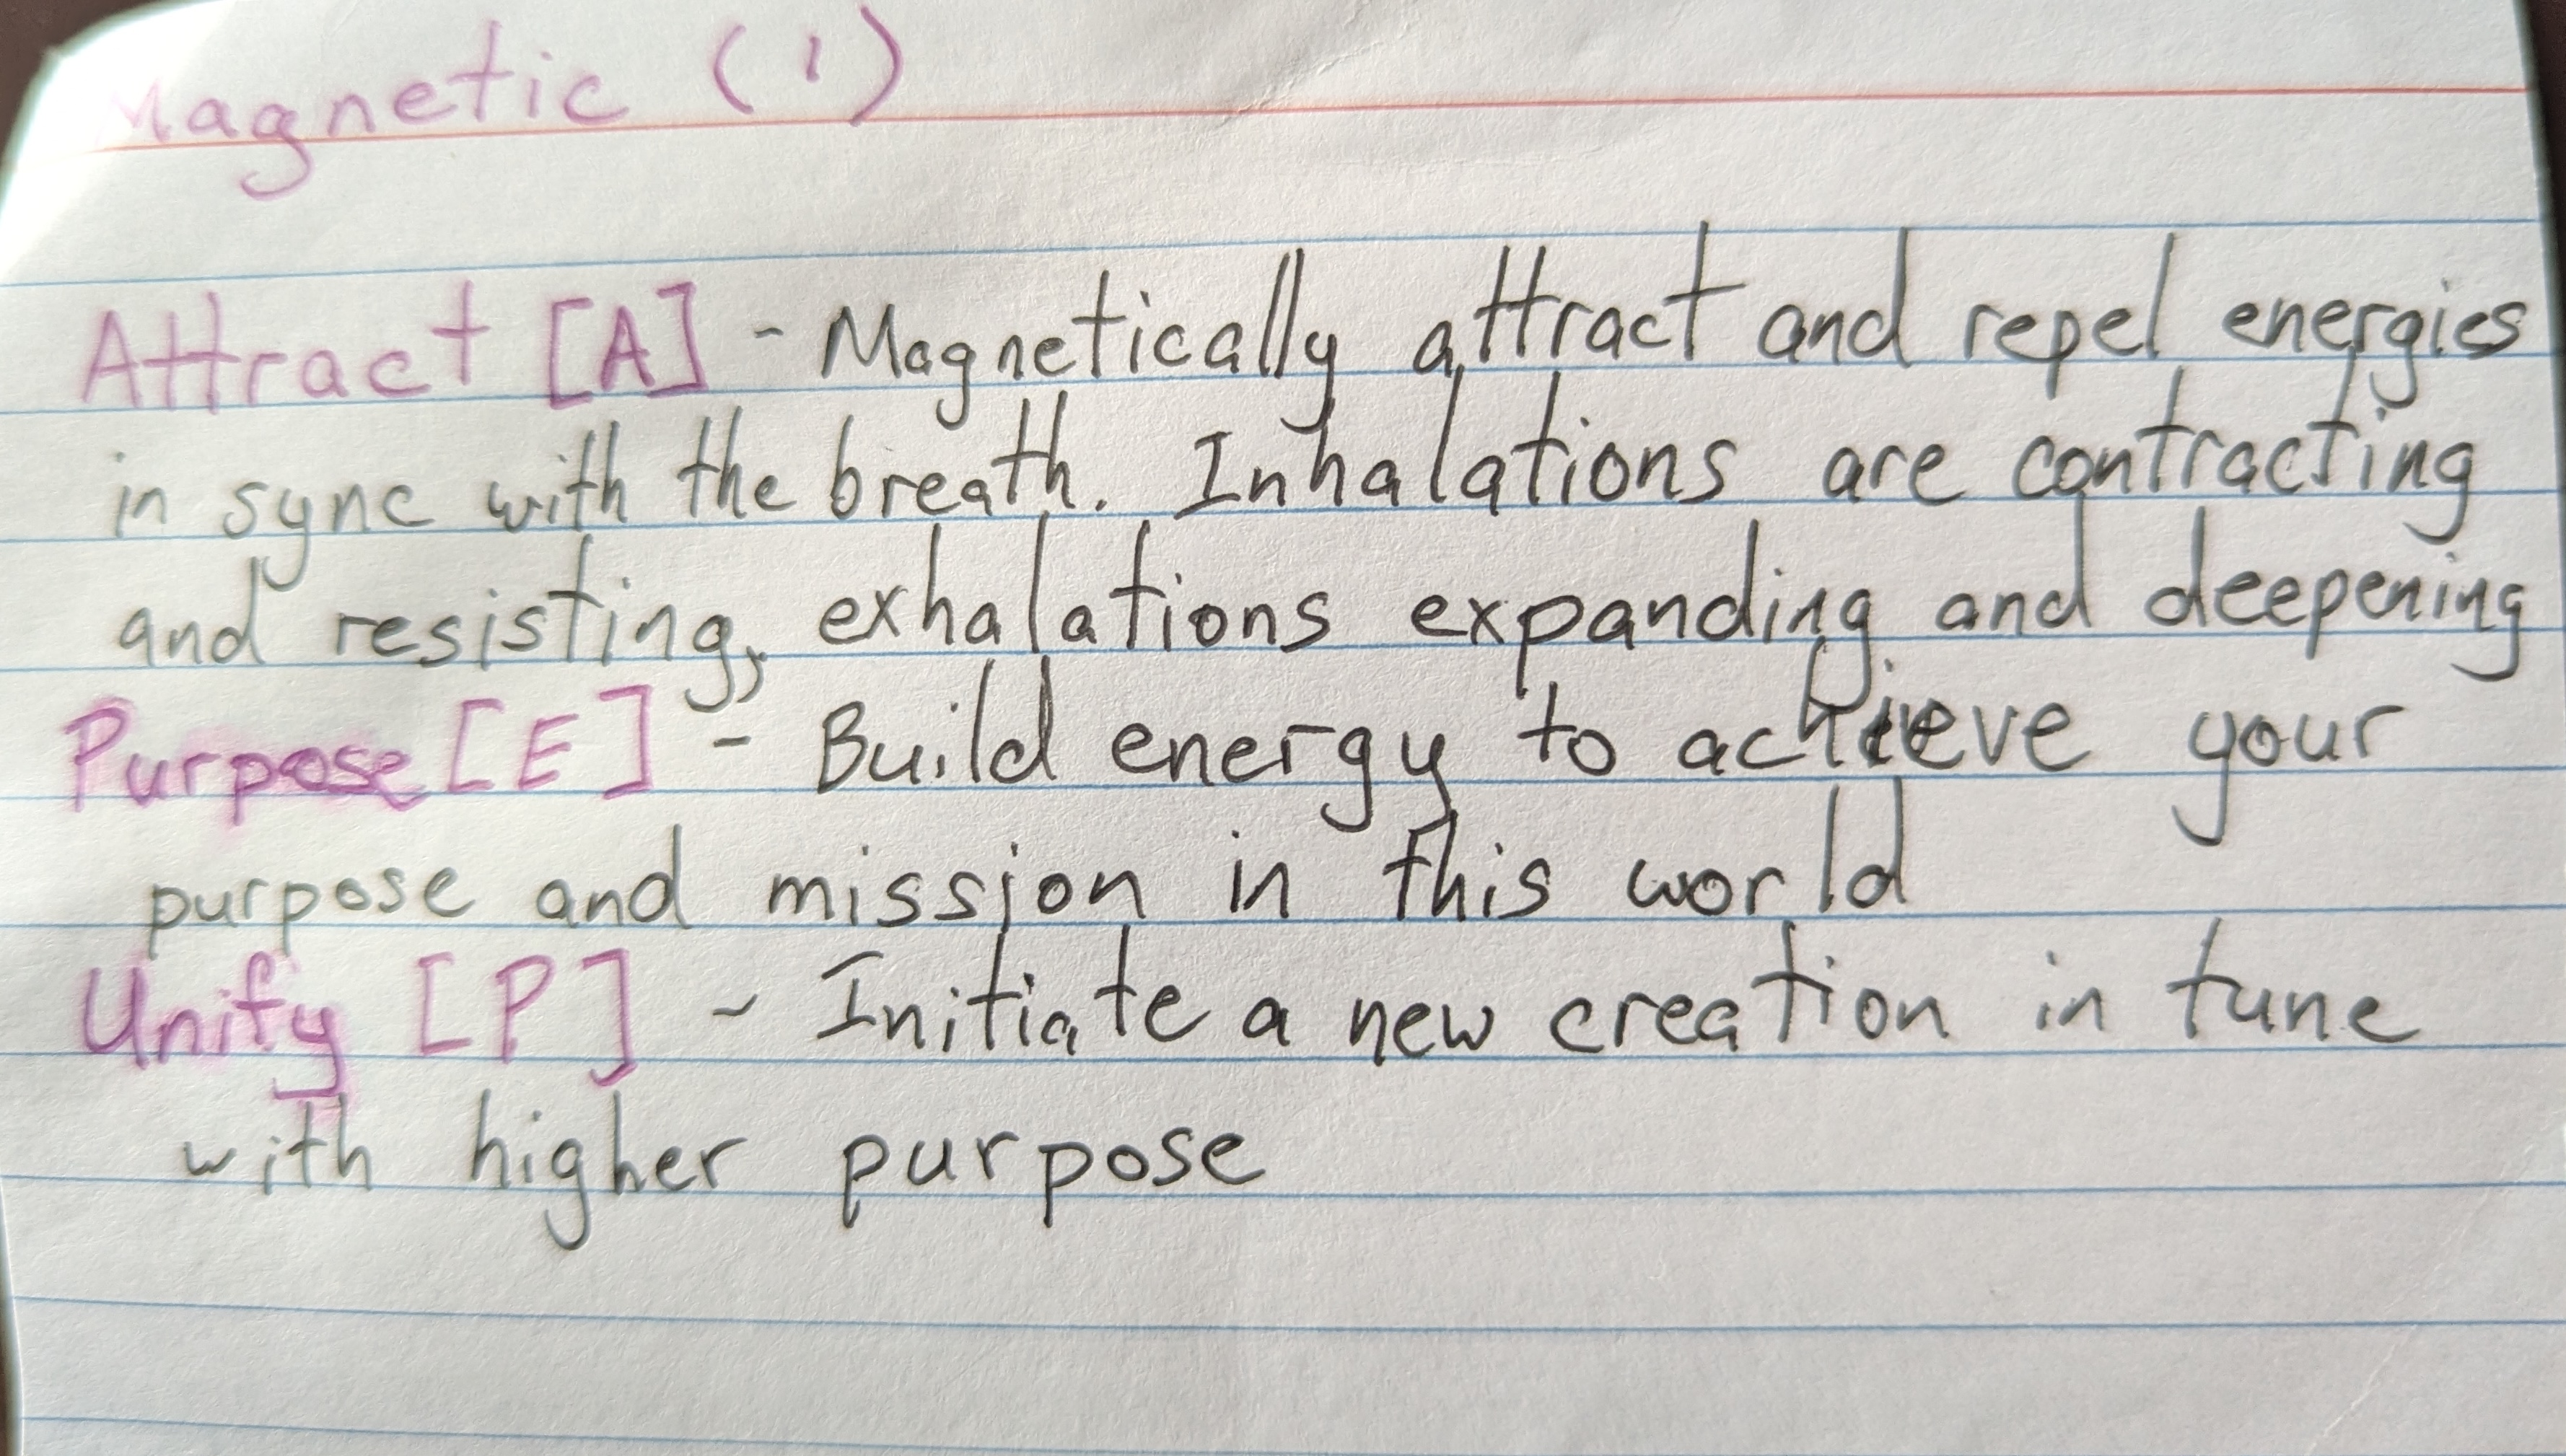 Magnetic (1)
Attract [A] - Magnetically attract and repel energies
in sync with the breath. Inhalations are contracting
and resisting, exhalations expanding and deepening
Purpose [E] - Build energy to achieve your
purpose and mission in this world
Unify [P] - Initiate a new creation in tune
with higher purpose